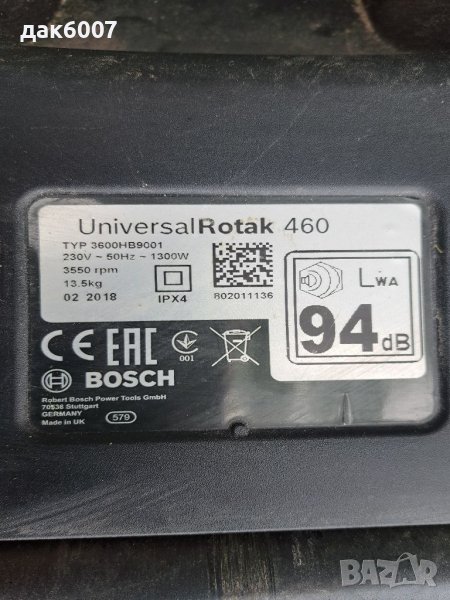 дак6007
UniversalRotak 460
TYP 3600HB9001
230V ~ 50Hz ~ 1300W
3550 rpm
13.5kg
02 2018
IPX4
802011136
LWA
94dB
CE EAC
001
BOSCH
Robert Bosch Power Tools GmbH
70538 Stuttgart
GERMANY
Made in UK
579
BAZAR